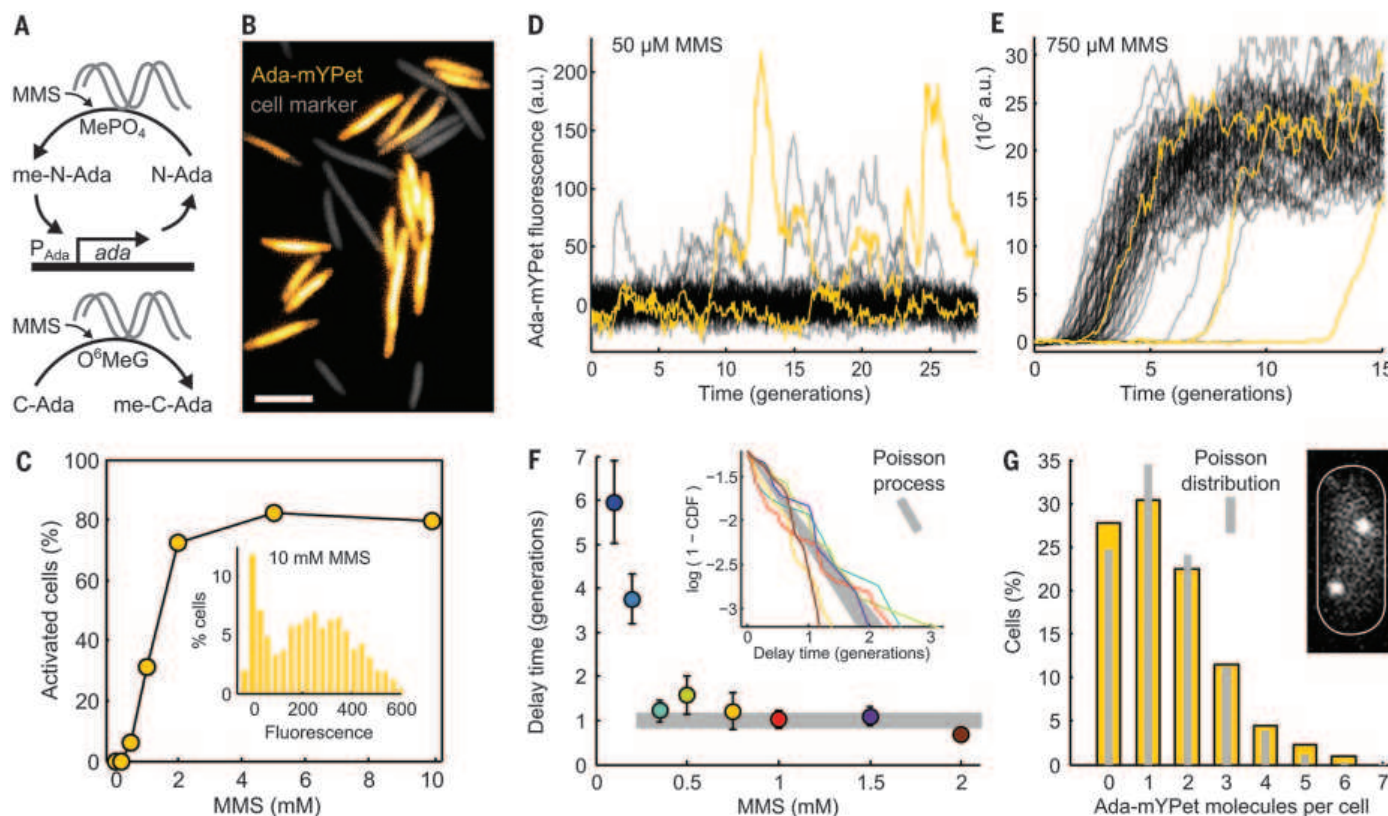 A
MMS
MePO4
me-N-Ada
N-Ada
PAda
ada
MMS
O6MeG
C-Ada
me-C-Ada
B
Ada-mYPet
cell marker
C
Activated cells (%)
100
80
60
40
20
0
0 2 4 6 8 10
MMS (mM)
10 mM MMS
% cells
10
5
0
0 200 400 600
Fluorescence
D
50 µM MMS
Ada-mYPet fluorescence (a.u.)
200
150
100
50
0
0 5 10 15 20 25
Time (generations)
E
750 µM MMS
(10² a.u.)
30
25
20
15
10
5
0
0 5 10 15
Time (generations)
F
Delay time (generations)
7
6
5
4
3
2
1
0
0 0.5 1 1.5 2
MMS (mM)
Poisson
process
log ( 1 − CDF )
−1.5
−2
−2.5
−3
0 1 2 3
Delay time (generations)
G
Cells (%)
35
30
25
20
15
10
5
0
0 1 2 3 4 5 6 7
Ada-mYPet molecules per cell
Poisson
distribution